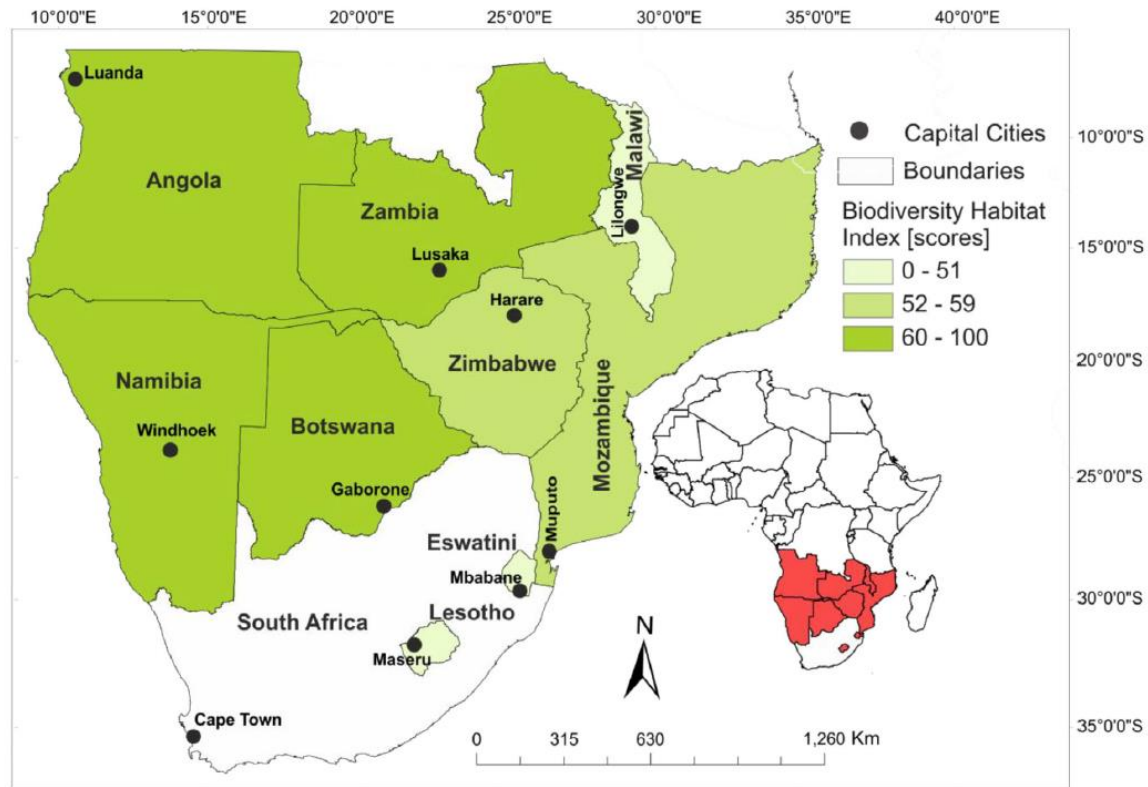 10°0'0"E 15°0'0"E 20°0'0"E 25°0'0"E 30°0'0"E 35°0'0"E 40°0'0"E
Luanda
Angola
Zambia
Lusaka
Malawi
Lilongwe
Harare
Zimbabwe
Mozambique
Namibia
Windhoek
Botswana
Gaborone
Muputo
Eswatini
Mbabane
Lesotho
South Africa
Maseru
Cape Town
Capital Cities
Boundaries
Biodiversity Habitat
Index [scores]
0 - 51
52 - 59
60 - 100
10°0'0"S
15°0'0"S
20°0'0"S
25°0'0"S
30°0'0"S
35°0'0"S
N
0 315 630 1,260 Km